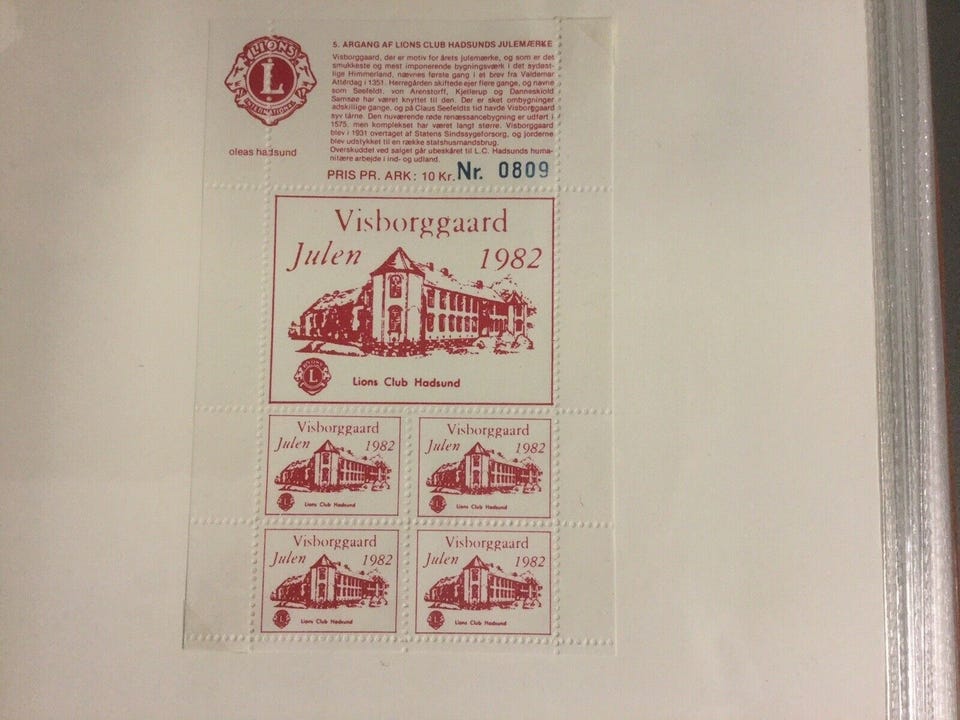 LIONS
L
INTERNATIONAL
oleas hadsund
5. ARGANG AF LIONS CLUB HADSUNDS JULEMÆRKE
Visborggaard, der er motiv for årets julemærke, og som er det
smukkeste og mest imponerende bygningsværk i det sydøst-
lige Himmerland, nævnes første gang i et brev fra Valdemar
Atterdag i 1351. Herregården skiftede ejer flere gange, og navne
som Seefeldt, von Arenstorff, Kjetlerup og Danneskiold
Samsøe har været knyttet til den. Der er sket ombygninger
adskillige gange, og på Claus Seefeldts tid havde Visborggaard
syv tårne. Den nuværende røde renæssancebygning er udført i
1575, men komplekset har været langt større. Visborggaard
blev i 1931 overtaget af Statens Sindssygeforsorg, og jorderne
blev udstykket til en række statshusmandsbrug.
Overskuddet ved salget går ubeskåret til L.C. Hadsunds huma-
nitære arbejde i ind- og udland.
PRIS PR. ARK: 10 Kr. Nr. 0809
Visborggaard
Julen 1982
LIONS
L
Lions Club Hadsund
Visborggaard
Julen 1982
L
Lions Club Hadsund
Visborggaard
Julen 1982
L
Lions Club Hadsund
Visborggaard
Julen 1982
L
Lions Club Hadsund
Visborggaard
Julen 1982
L
Lions Club Hadsund